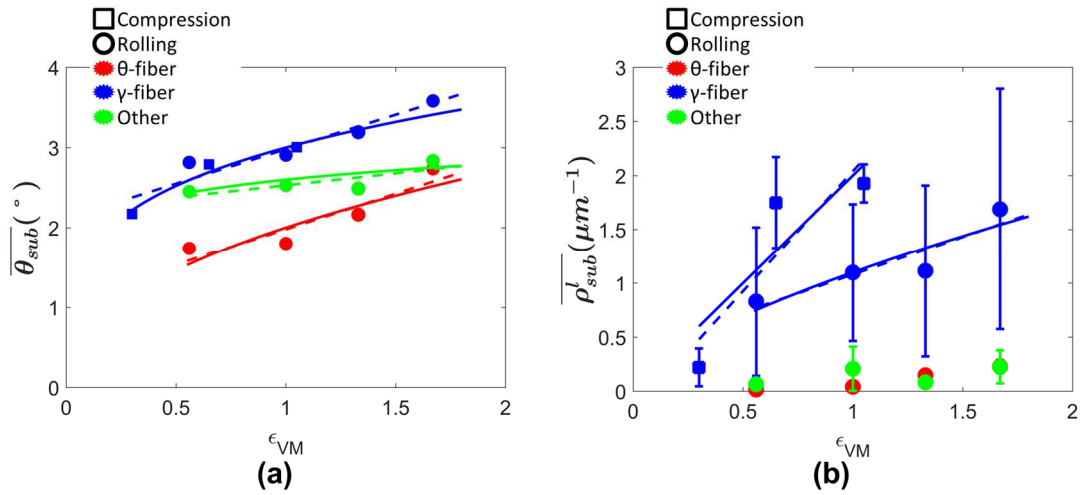 (a)
Compression
Rolling
θ-fiber
γ-fiber
Other
4
3
2
1
0
0
0.5
1
1.5
2
θ_sub(°)
ϵVM
(a)
Compression
Rolling
θ-fiber
γ-fiber
Other
3
2.5
2
1.5
1
0.5
0
0
0.5
1
1.5
2
ρ^l_sub(μm^−1)
ϵVM
(b)